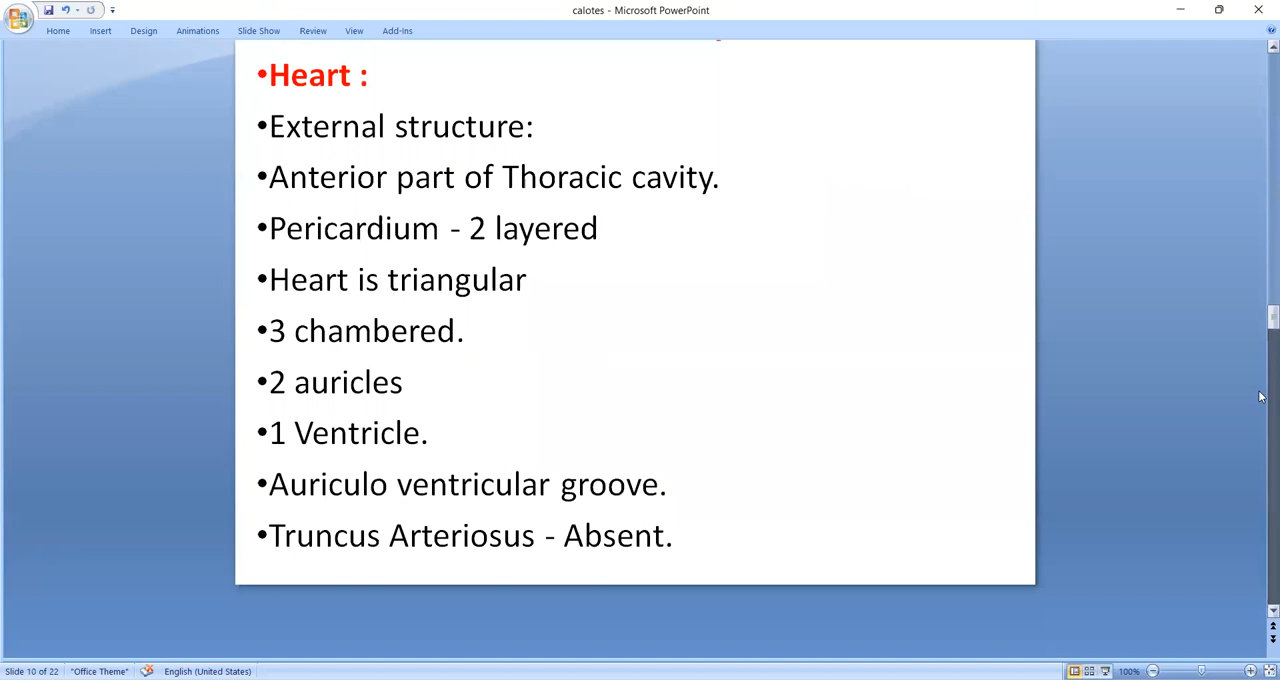 calotes - Microsoft PowerPoint
Home Insert Design Animations Slide Show Review View Add-Ins
•Heart :
•External structure:
•Anterior part of Thoracic cavity.
•Pericardium - 2 layered
•Heart is triangular
•3 chambered.
•2 auricles
•1 Ventricle.
•Auriculo ventricular groove.
•Truncus Arteriosus - Absent.
Slide 10 of 22 "Office Theme" English (United States) 100%